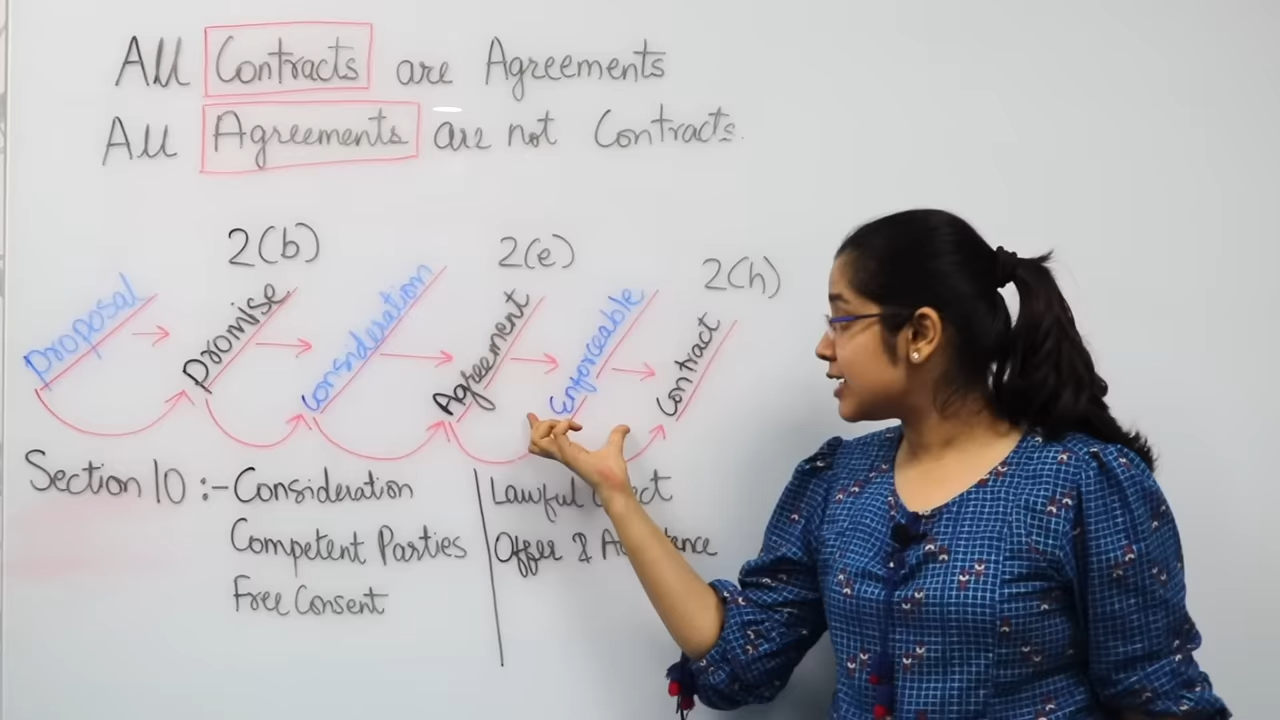 All Contracts are Agreements
All Agreements are not Contracts.
2(b) 2(e) 2(h)
Proposal Promise Consideration Agreement Enforceable Contract
Section 10 :- Consideration
Competent Parties
Free Consent
Lawful
Offer &